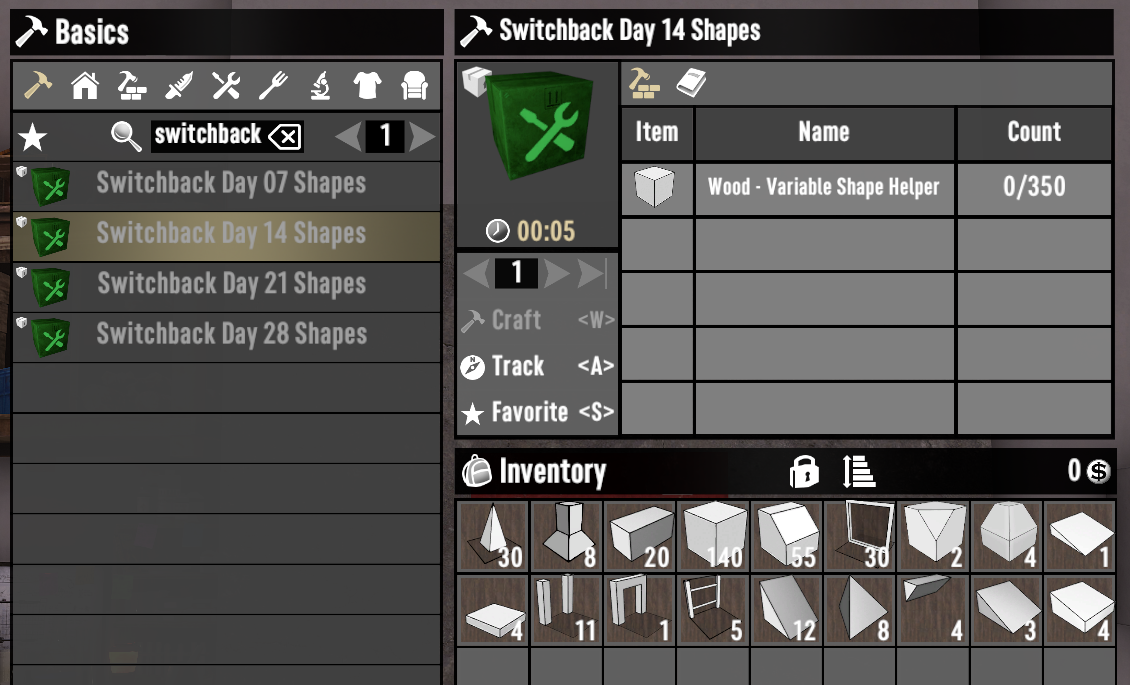 Basics
switchback
1
Switchback Day 07 Shapes
Switchback Day 14 Shapes
Switchback Day 21 Shapes
Switchback Day 28 Shapes
Switchback Day 14 Shapes
00:05
1
Craft <W>
Track <A>
Favorite <S>
Item Name Count
Wood - Variable Shape Helper 0/350
Inventory 0
30 8 20 140 55 30 2 4 1
4 11 1 5 12 8 4 3 4